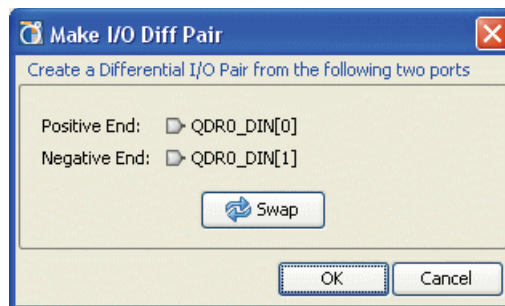 Make I/O Diff Pair
Create a Differential I/O Pair from the following two ports
Positive End: QDR0_DIN[0]
Negative End: QDR0_DIN[1]
Swap
OK Cancel